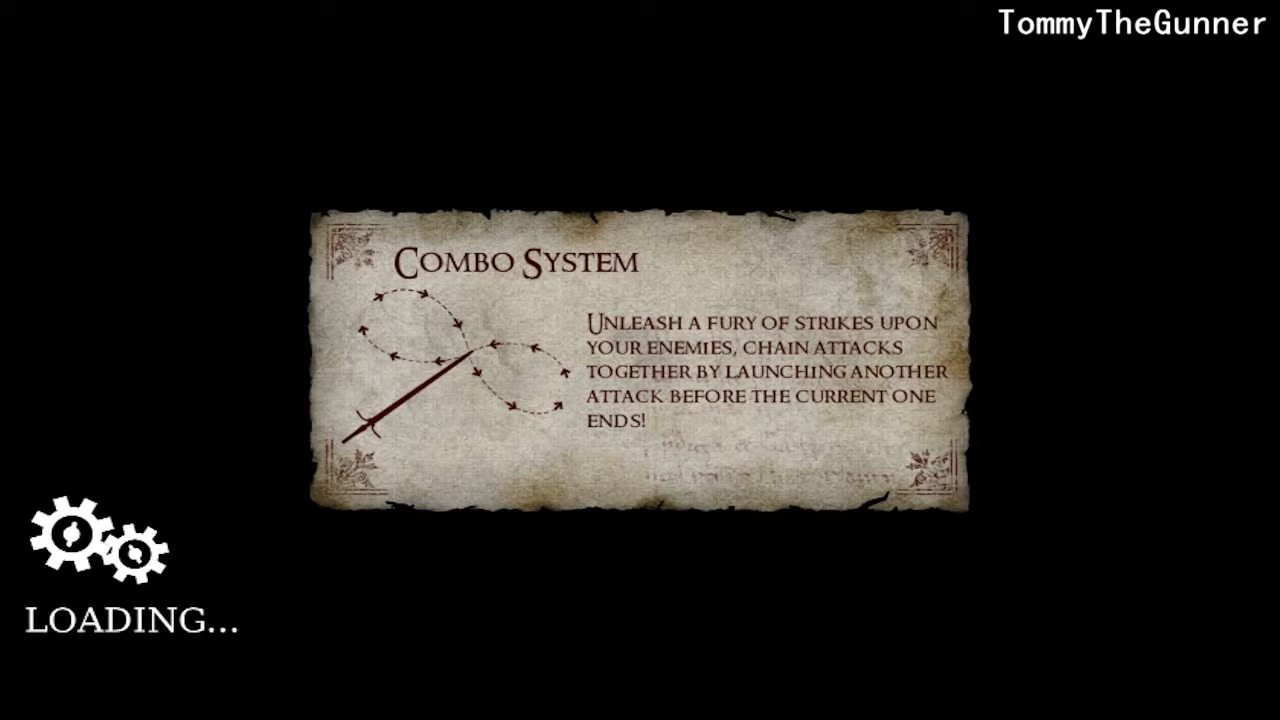 TommyTheGunner
Combo System
Unleash a fury of strikes upon
your enemies, chain attacks
together by launching another
attack before the current one
ends!
LOADING...